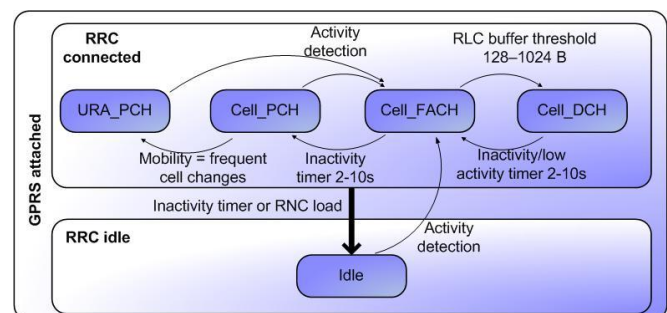 RRC
connected
Activity
detection
RLC buffer threshold
128–1024 B
URA_PCH
Cell_PCH
Cell_FACH
Cell_DCH
Mobility = frequent
cell changes
Inactivity
timer 2-10s
Inactivity/low
activity timer 2-10s
GPRS attached
Inactivity timer or RNC load
RRC idle
Activity
detection
Idle